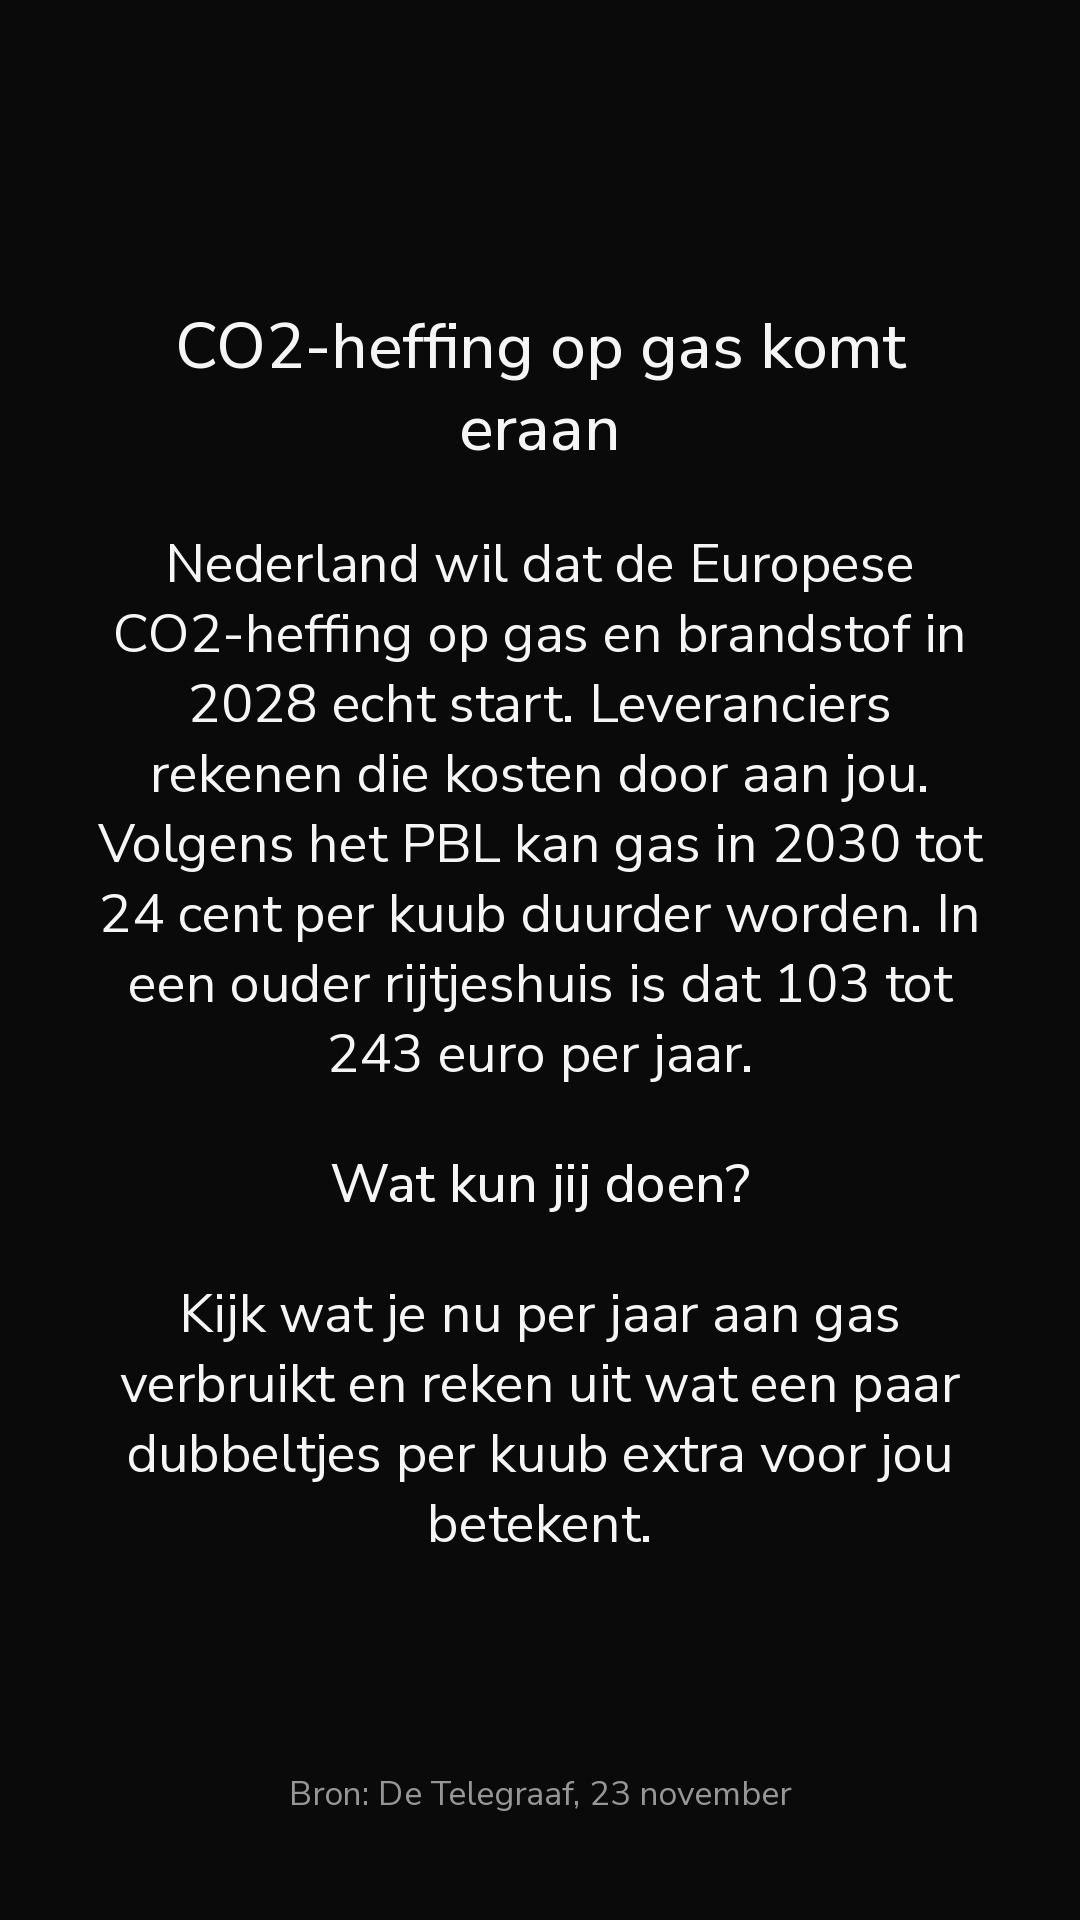 CO2-heffing op gas komt
eraan
Nederland wil dat de Europese
CO2-heffing op gas en brandstof in
2028 echt start. Leveranciers
rekenen die kosten door aan jou.
Volgens het PBL kan gas in 2030 tot
24 cent per kuub duurder worden. In
een ouder rijtjeshuis is dat 103 tot
243 euro per jaar.
Wat kun jij doen?
Kijk wat je nu per jaar aan gas
verbruikt en reken uit wat een paar
dubbeltjes per kuub extra voor jou
betekent.
Bron: De Telegraaf, 23 november